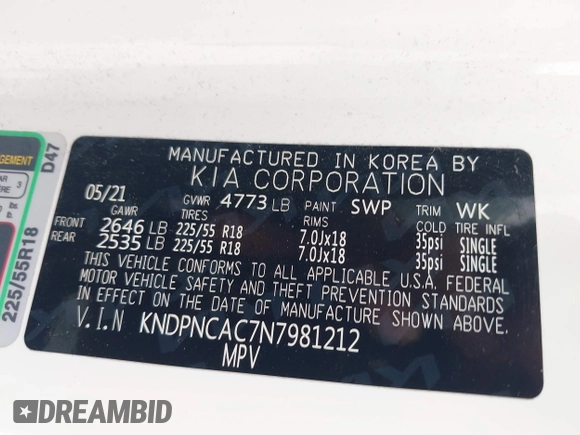 MANUFACTURED IN KOREA BY
KIA CORPORATION
05/21 GVWR 4773 LB PAINT SWP TRIM WK
GAWR TIRES RIMS COLD TIRE INFL
FRONT 2646 LB 225/55 R18 7.0Jx18 35psi SINGLE
REAR 2535 LB 225/55 R18 7.0Jx18 35psi SINGLE
THIS VEHICLE CONFORMS TO ALL APPLICABLE U.S.A. FEDERAL
MOTOR VEHICLE SAFETY AND THEFT PREVENTION STANDARDS
IN EFFECT ON THE DATE OF MANUFACTURE SHOWN ABOVE.
V.I.N KNDPNCAC7N7981212
MPV
D47
225/55R18
3
DREAMBID